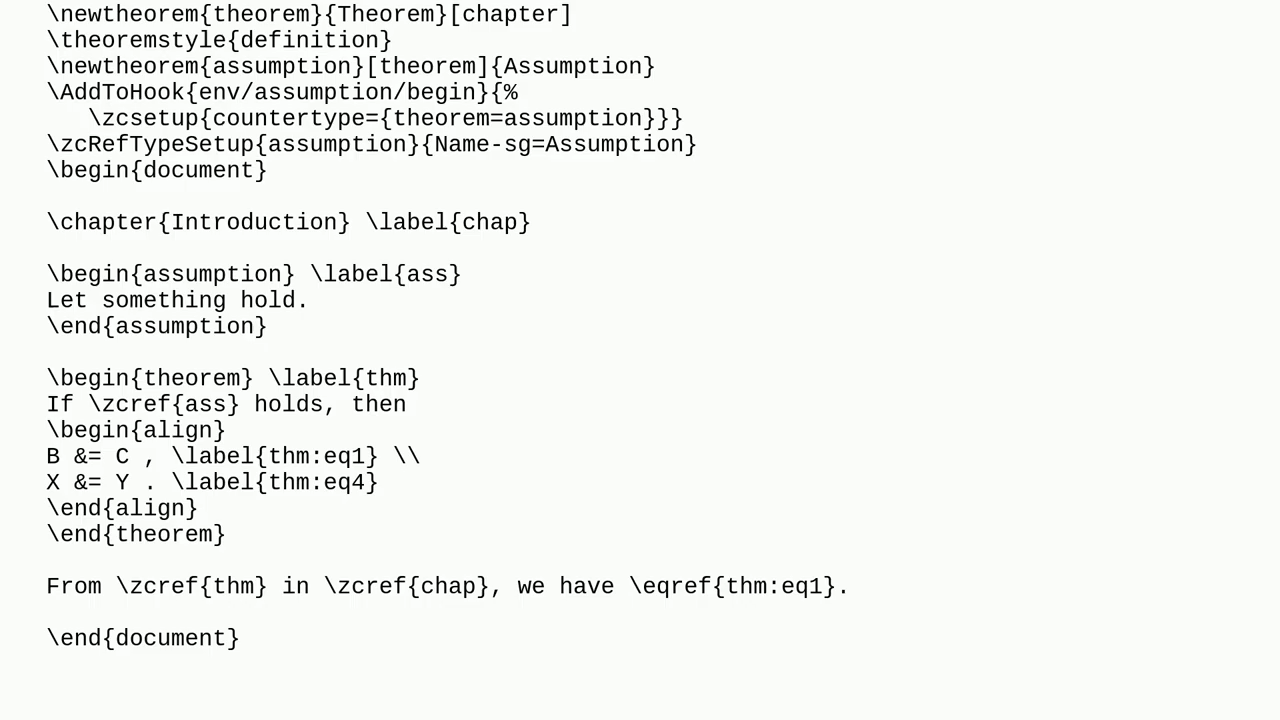 \newtheorem{theorem}{Theorem}[chapter]
\theoremstyle{definition}
\newtheorem{assumption}[theorem]{Assumption}
\AddToHook{env/assumption/begin}{%
   \zcsetup{countertype={theorem=assumption}}}
\zcRefTypeSetup{assumption}{Name-sg=Assumption}
\begin{document}

\chapter{Introduction} \label{chap}

\begin{assumption} \label{ass}
Let something hold.
\end{assumption}

\begin{theorem} \label{thm}
If \zcref{ass} holds, then
\begin{align}
B &= C , \label{thm:eq1} \\
X &= Y . \label{thm:eq4}
\end{align}
\end{theorem}

From \zcref{thm} in \zcref{chap}, we have \eqref{thm:eq1}.

\end{document}